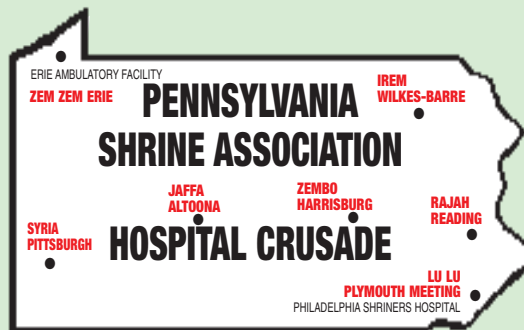 ERIE AMBULATORY FACILITY
ZEM ZEM ERIE
IREM
WILKES-BARRE
PENNSYLVANIA
SHRINE ASSOCIATION
JAFFA
ALTOONA
ZEMBO
HARRISBURG
RAJAH
READING
SYRIA
PITTSBURGH
HOSPITAL CRUSADE
LU LU
PLYMOUTH MEETING
PHILADELPHIA SHRINERS HOSPITAL